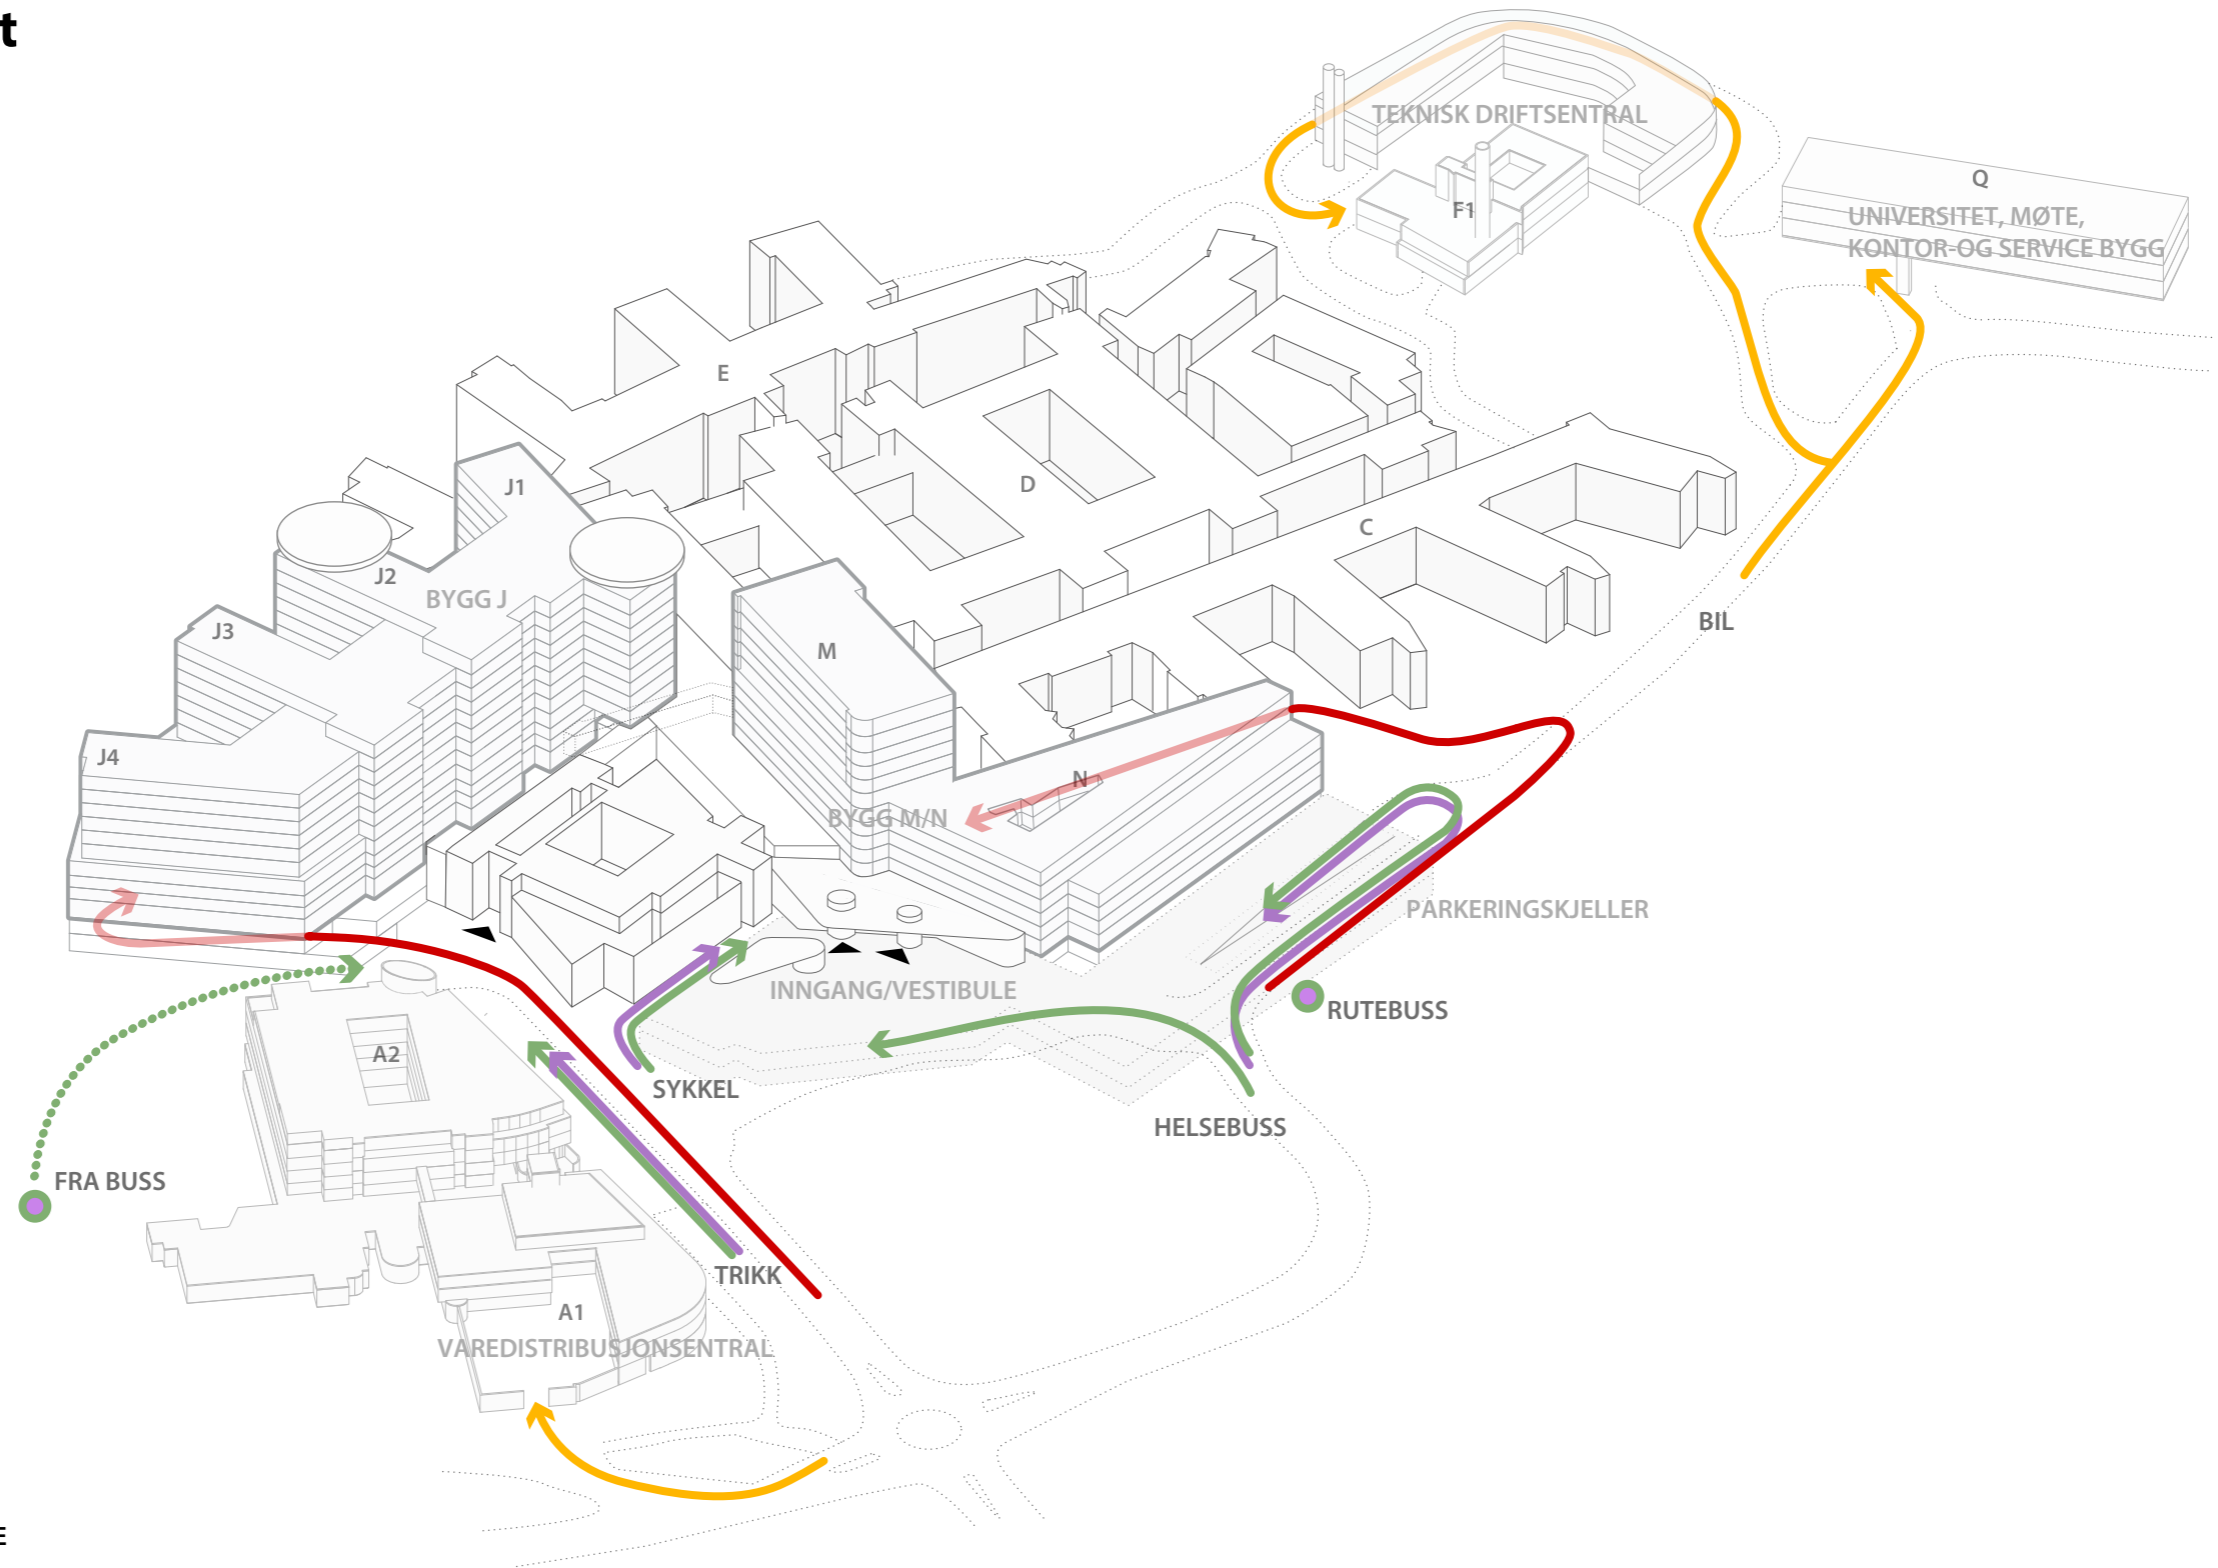 t
TEKNISK DRIFTSENTRAL
Q
F1
UNIVERSITET, MØTE,
KONTOR-OG SERVICE BYGG
E
J1
D
C
J2
BYGG J
BIL
J3
M
J4
N
BYGG M/N
PARKERINGSKJELLER
INNGANG/VESTIBULE
RUTEBUSS
A2
SYKKEL
HELSEBUSS
FRA BUSS
TRIKK
A1
VAREDISTRIBUSJONSENTRAL
E